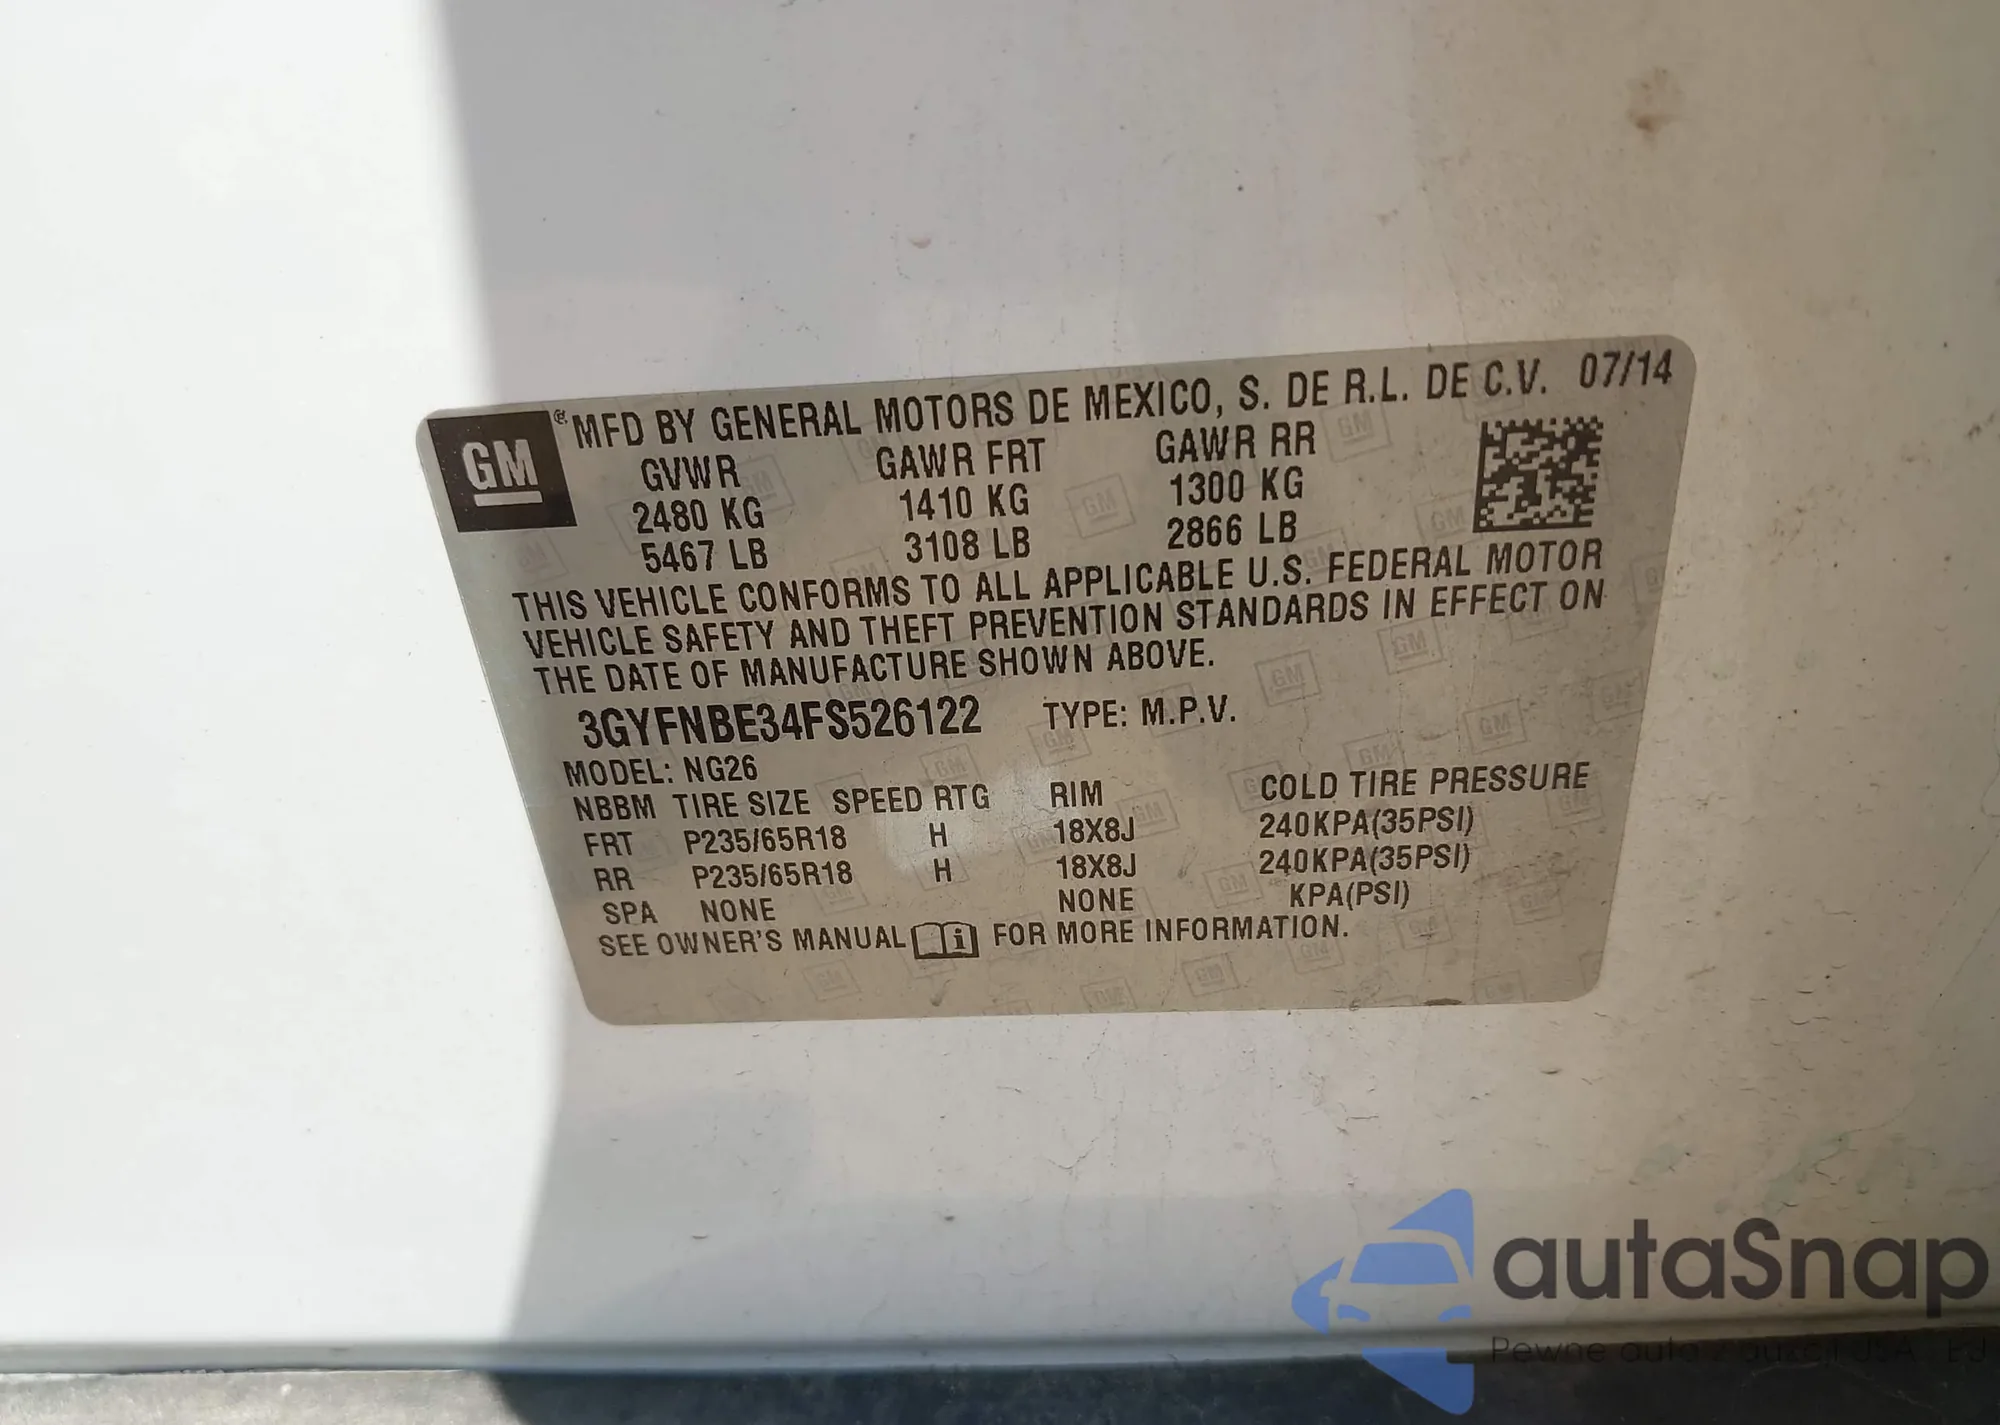 GM
® MFD BY GENERAL MOTORS DE MEXICO, S. DE R.L. DE C.V. 07/14
GVWR GAWR FRT GAWR RR
2480 KG 1410 KG 1300 KG
5467 LB 3108 LB 2866 LB
THIS VEHICLE CONFORMS TO ALL APPLICABLE U.S. FEDERAL MOTOR
VEHICLE SAFETY AND THEFT PREVENTION STANDARDS IN EFFECT ON
THE DATE OF MANUFACTURE SHOWN ABOVE.
3GYFNBE34FS526122 TYPE: M.P.V.
MODEL: NG26
NBBM TIRE SIZE SPEED RTG RIM COLD TIRE PRESSURE
FRT P235/65R18 H 18X8J 240KPA(35PSI)
RR P235/65R18 H 18X8J 240KPA(35PSI)
SPA NONE NONE KPA(PSI)
SEE OWNER'S MANUAL i FOR MORE INFORMATION.
autaSnap
Pewne auta z aukcji USA